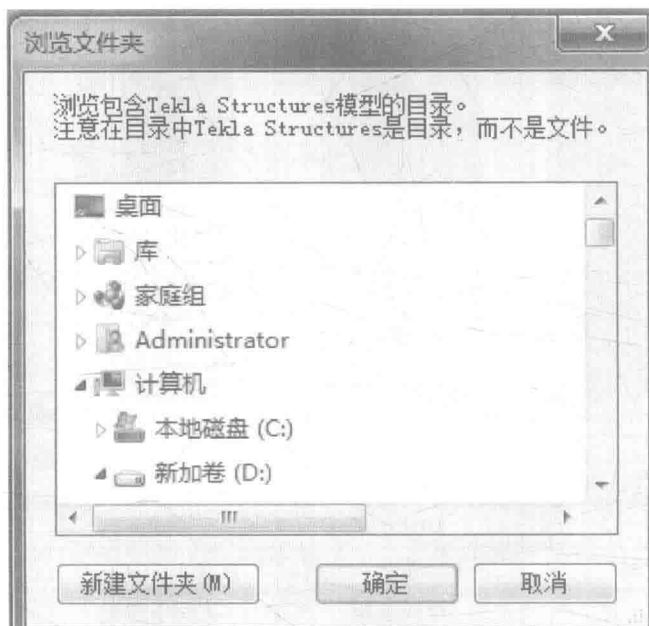 浏览文件夹
浏览包含Tekla Structures模型的目录。
注意在目录中Tekla Structures是目录，而不是文件。
桌面
库
家庭组
Administrator
计算机
本地磁盘 (C:)
新加卷 (D:)
新建文件夹(M)
确定
取消